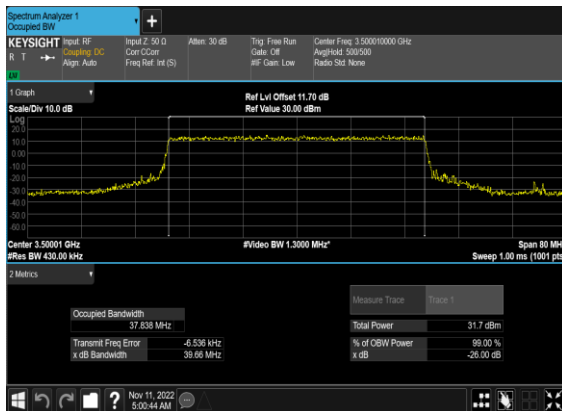 Spectrum Analyzer 1
Occupied BW
KEYSIGHT Input: RF Input Z: 50 Ω Atten: 30 dB Trig: Free Run Center Freq: 3.500010000 GHz
R T Coupling: DC Corr CCorr Gate: Off Avg|Hold: 500/500
Align: Auto Freq Ref: Int (S) #IF Gain: Low Radio Std: None
1 Graph Ref Lvl Offset 11.70 dB
Scale/Div 10.0 dB Ref Value 30.00 dBm
Log
20.0
10.0
0.00
-10.0
-20.0
-30.0
-40.0
-50.0
-60.0
Center 3.50001 GHz #Video BW 1.3000 MHz* Span 80 MH
#Res BW 430.00 kHz Sweep 1.00 ms (1001 pts
2 Metrics
Measure Trace Trace 1
Occupied Bandwidth
37.838 MHz Total Power 31.7 dBm
Transmit Freq Error -6.536 kHz % of OBW Power 99.00 %
x dB Bandwidth 39.66 MHz x dB -26.00 dB
? Nov 11, 2022
5:00:44 AM